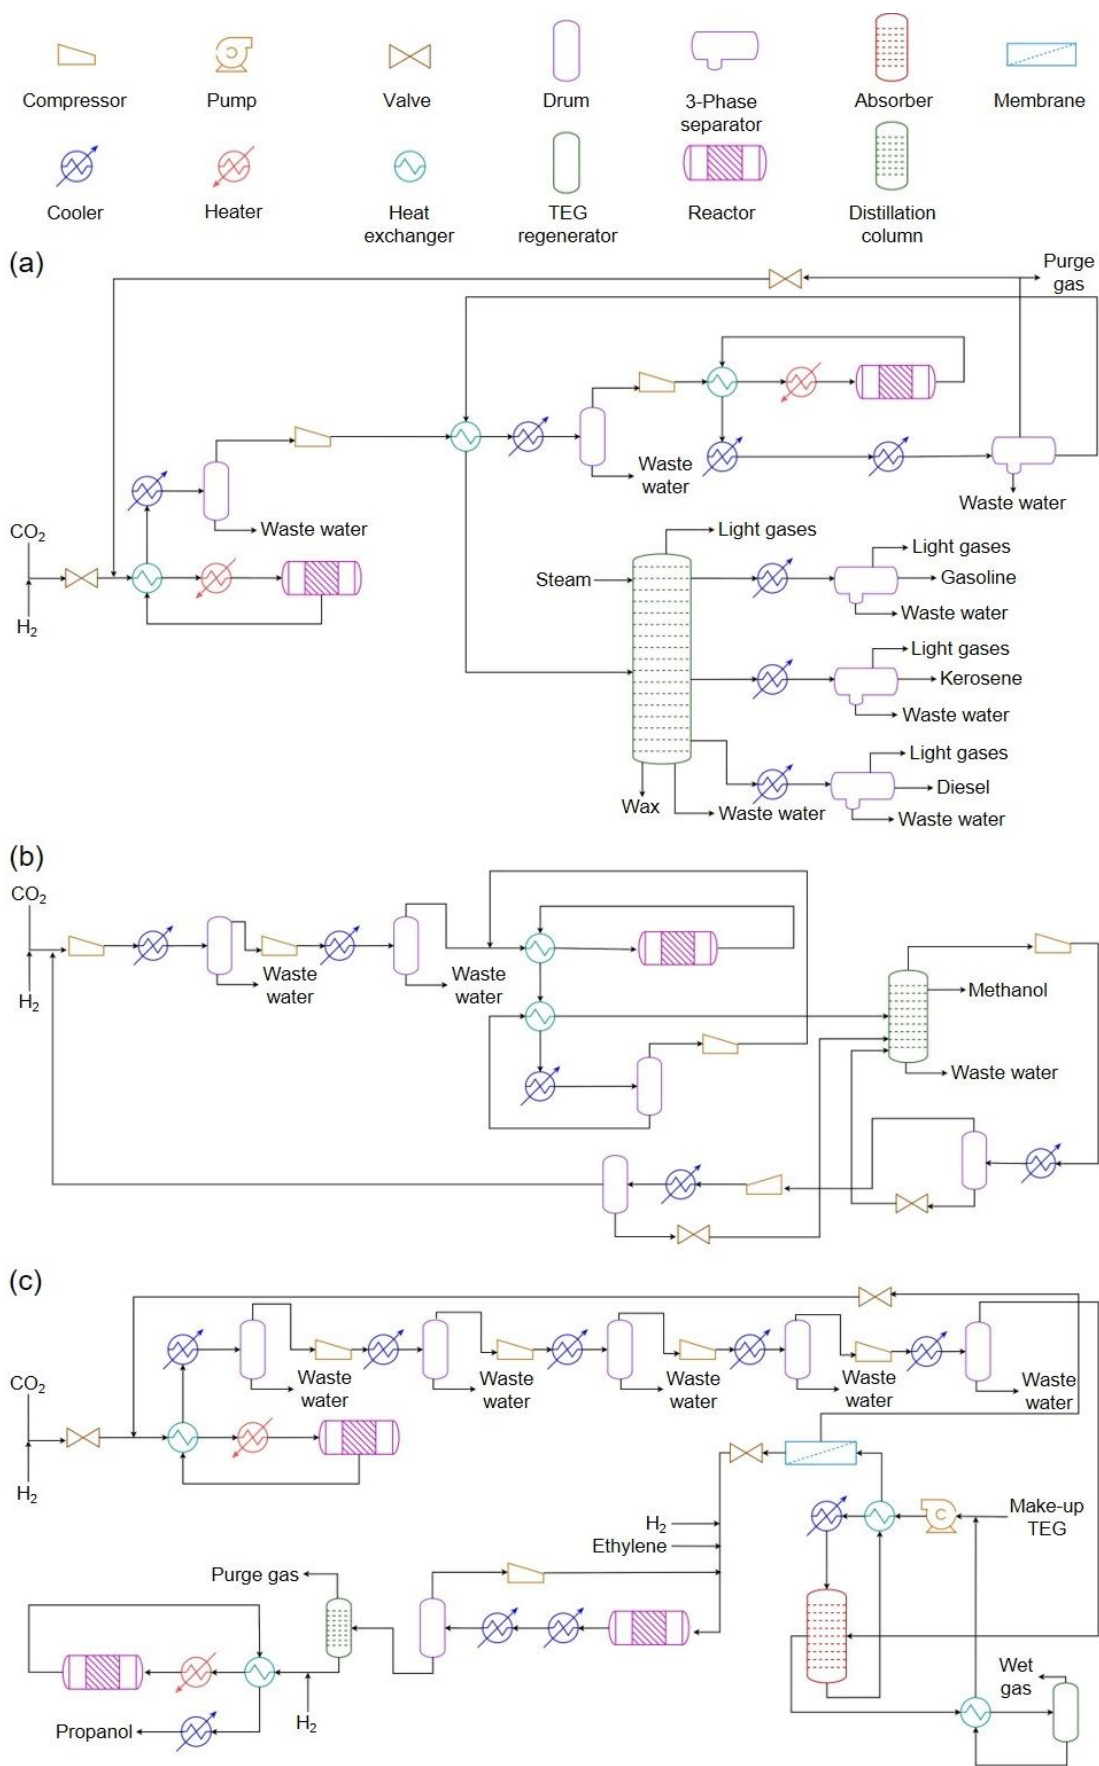 Compressor
Pump
Valve
Drum
3-Phase
separator
Absorber
Membrane
Cooler
Heater
Heat
exchanger
TEG
regenerator
Reactor
Distillation
column
(a)
Purge
gas
Waste
water
Waste water
CO₂
Waste water
H₂
Light gases
Steam
Light gases
Gasoline
Waste water
Light gases
Kerosene
Waste water
Light gases
Diesel
Waste water
Wax
Waste water
(b)
CO₂
H₂
Waste
water
Waste
water
Methanol
Waste water
(c)
CO₂
H₂
Waste
water
Waste
water
Waste
water
Waste
water
Waste
water
H₂
Ethylene
C
Make-up
TEG
Purge gas
H₂
Propanol
Wet
gas